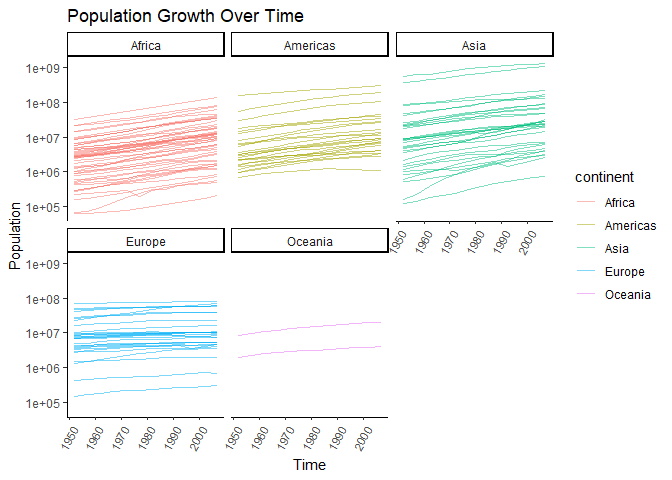 Population Growth Over Time
Africa
Americas
Asia
1e+09
1e+08
1e+07
1e+06
1e+05
1950
1960
1970
1980
1990
2000
Europe
Oceania
1e+09
1e+08
1e+07
1e+06
1e+05
1950
1960
1970
1980
1990
2000
1950
1960
1970
1980
1990
2000
Population
Time
continent
Africa
Americas
Asia
Europe
Oceania